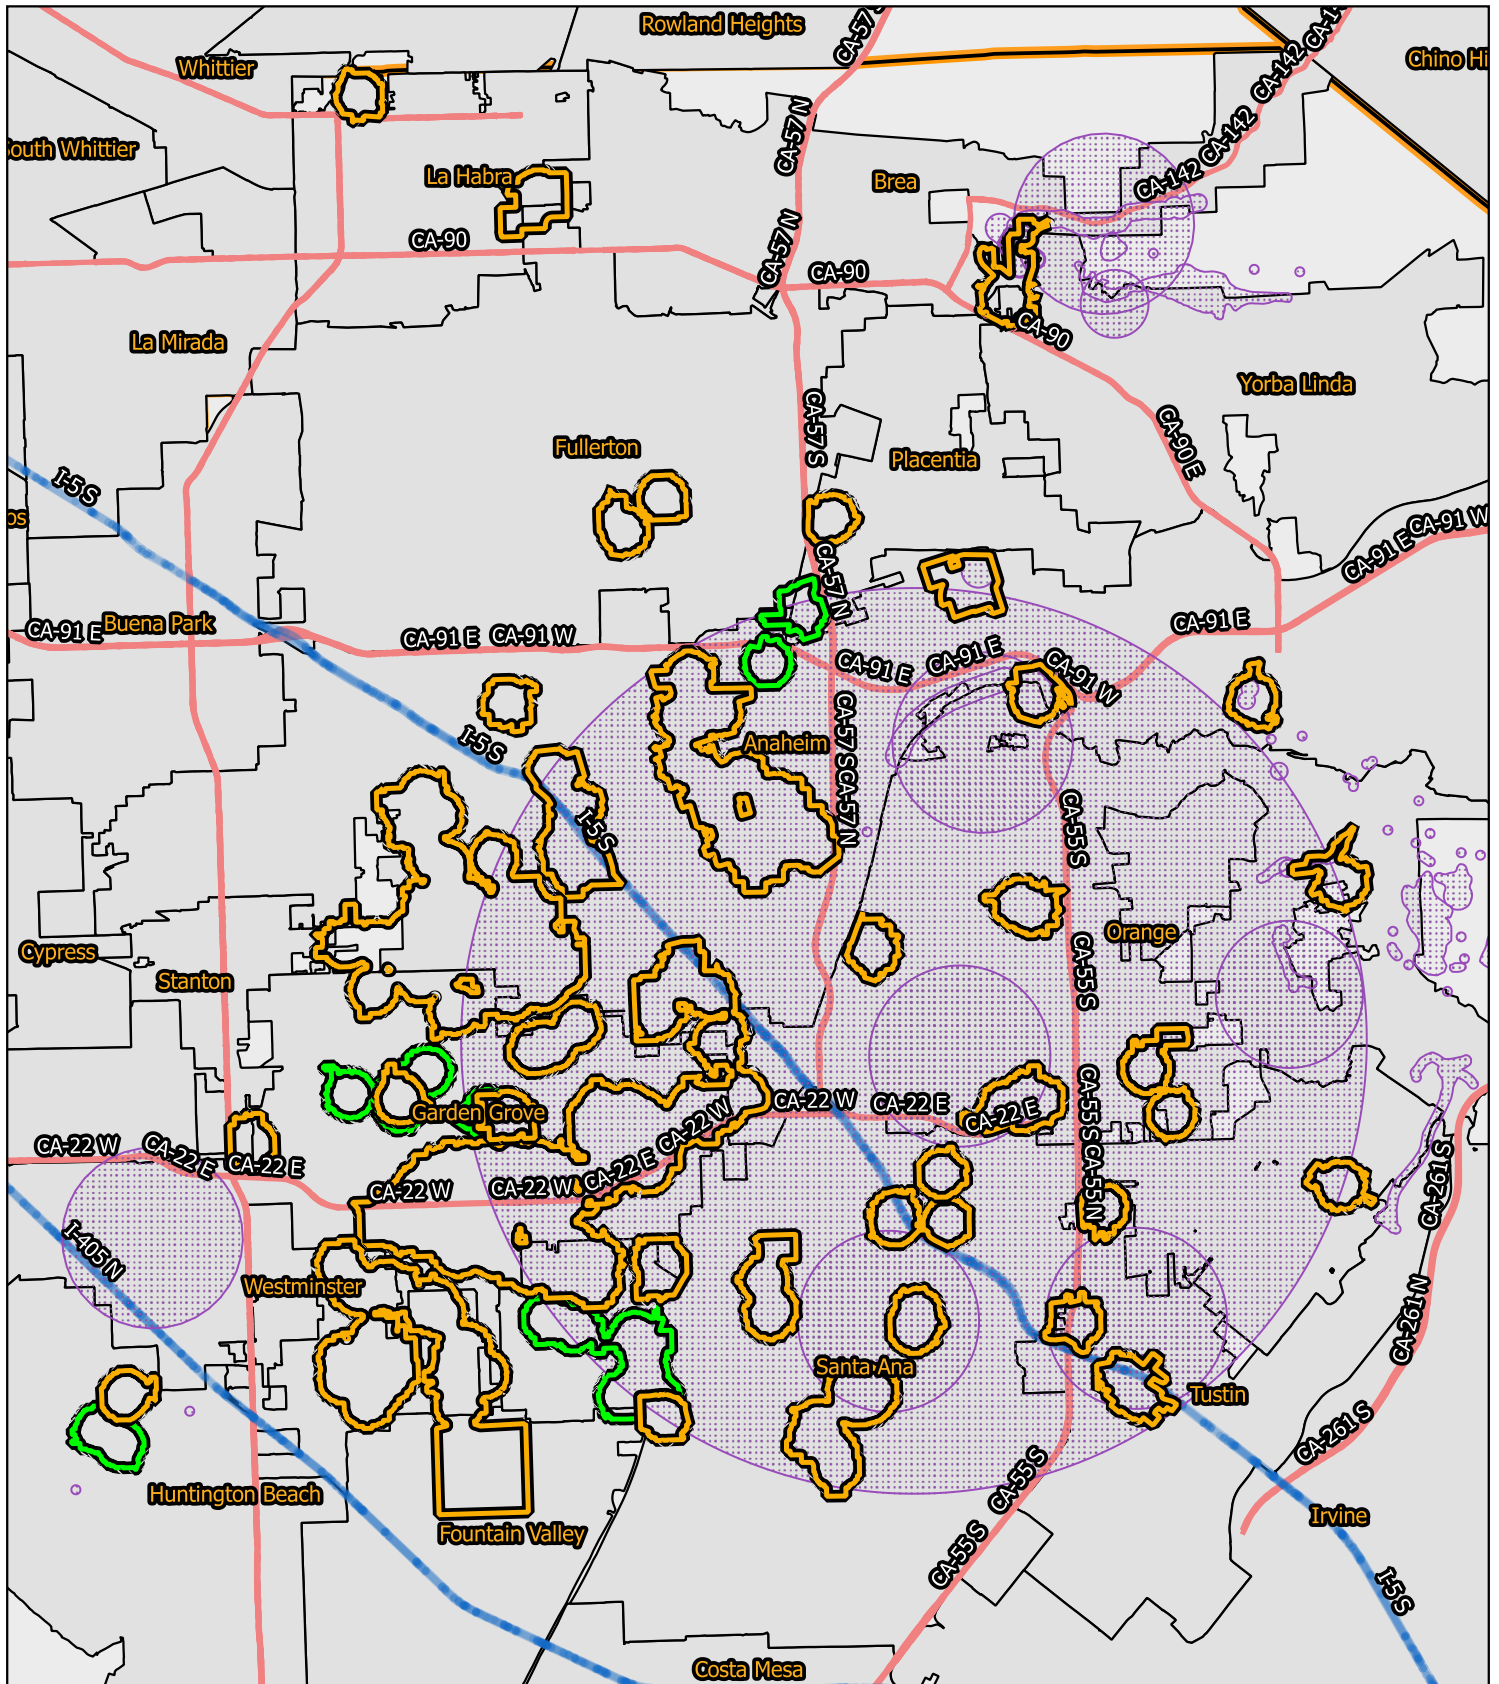 Rowland Heights
CA-57 S
CA-142
CA-142
Whittier
Chino Hi
CA-142
CA-57 N
South Whittier
La Habra
Brea
CA-142
CA-57 N
CA-90
CA-90
CA-90
La Mirada
Yorba Linda
CA-57 S
CA-90 E
Fullerton
Placentia
I-5 S
os
CA-91 W
CA-91 E
CA-57 N
Buena Park
CA-91 E
CA-91 E
CA-91 W
CA-91 E
CA-91 E
CA-91 E
CA-91 W
I-5 S
Anaheim
CA-57 S
CA-57 N
I-5 S
CA-55 S
Orange
Cypress
Stanton
CA-55 S
CA-22 W
CA-22 E
CA-22 E
Garden Grove
CA-22 W
CA-55 S
CA-22 W
CA-22 E
CA-22 E
CA-22 E
CA-55 N
CA-261 S
CA-22 W
CA-22 W
I-405 N
Westminster
CA-261 N
Santa Ana
Tustin
CA-261 S
CA-55 S
Huntington Beach
Irvine
Fountain Valley
CA-55 S
I-5 S
Costa Mesa